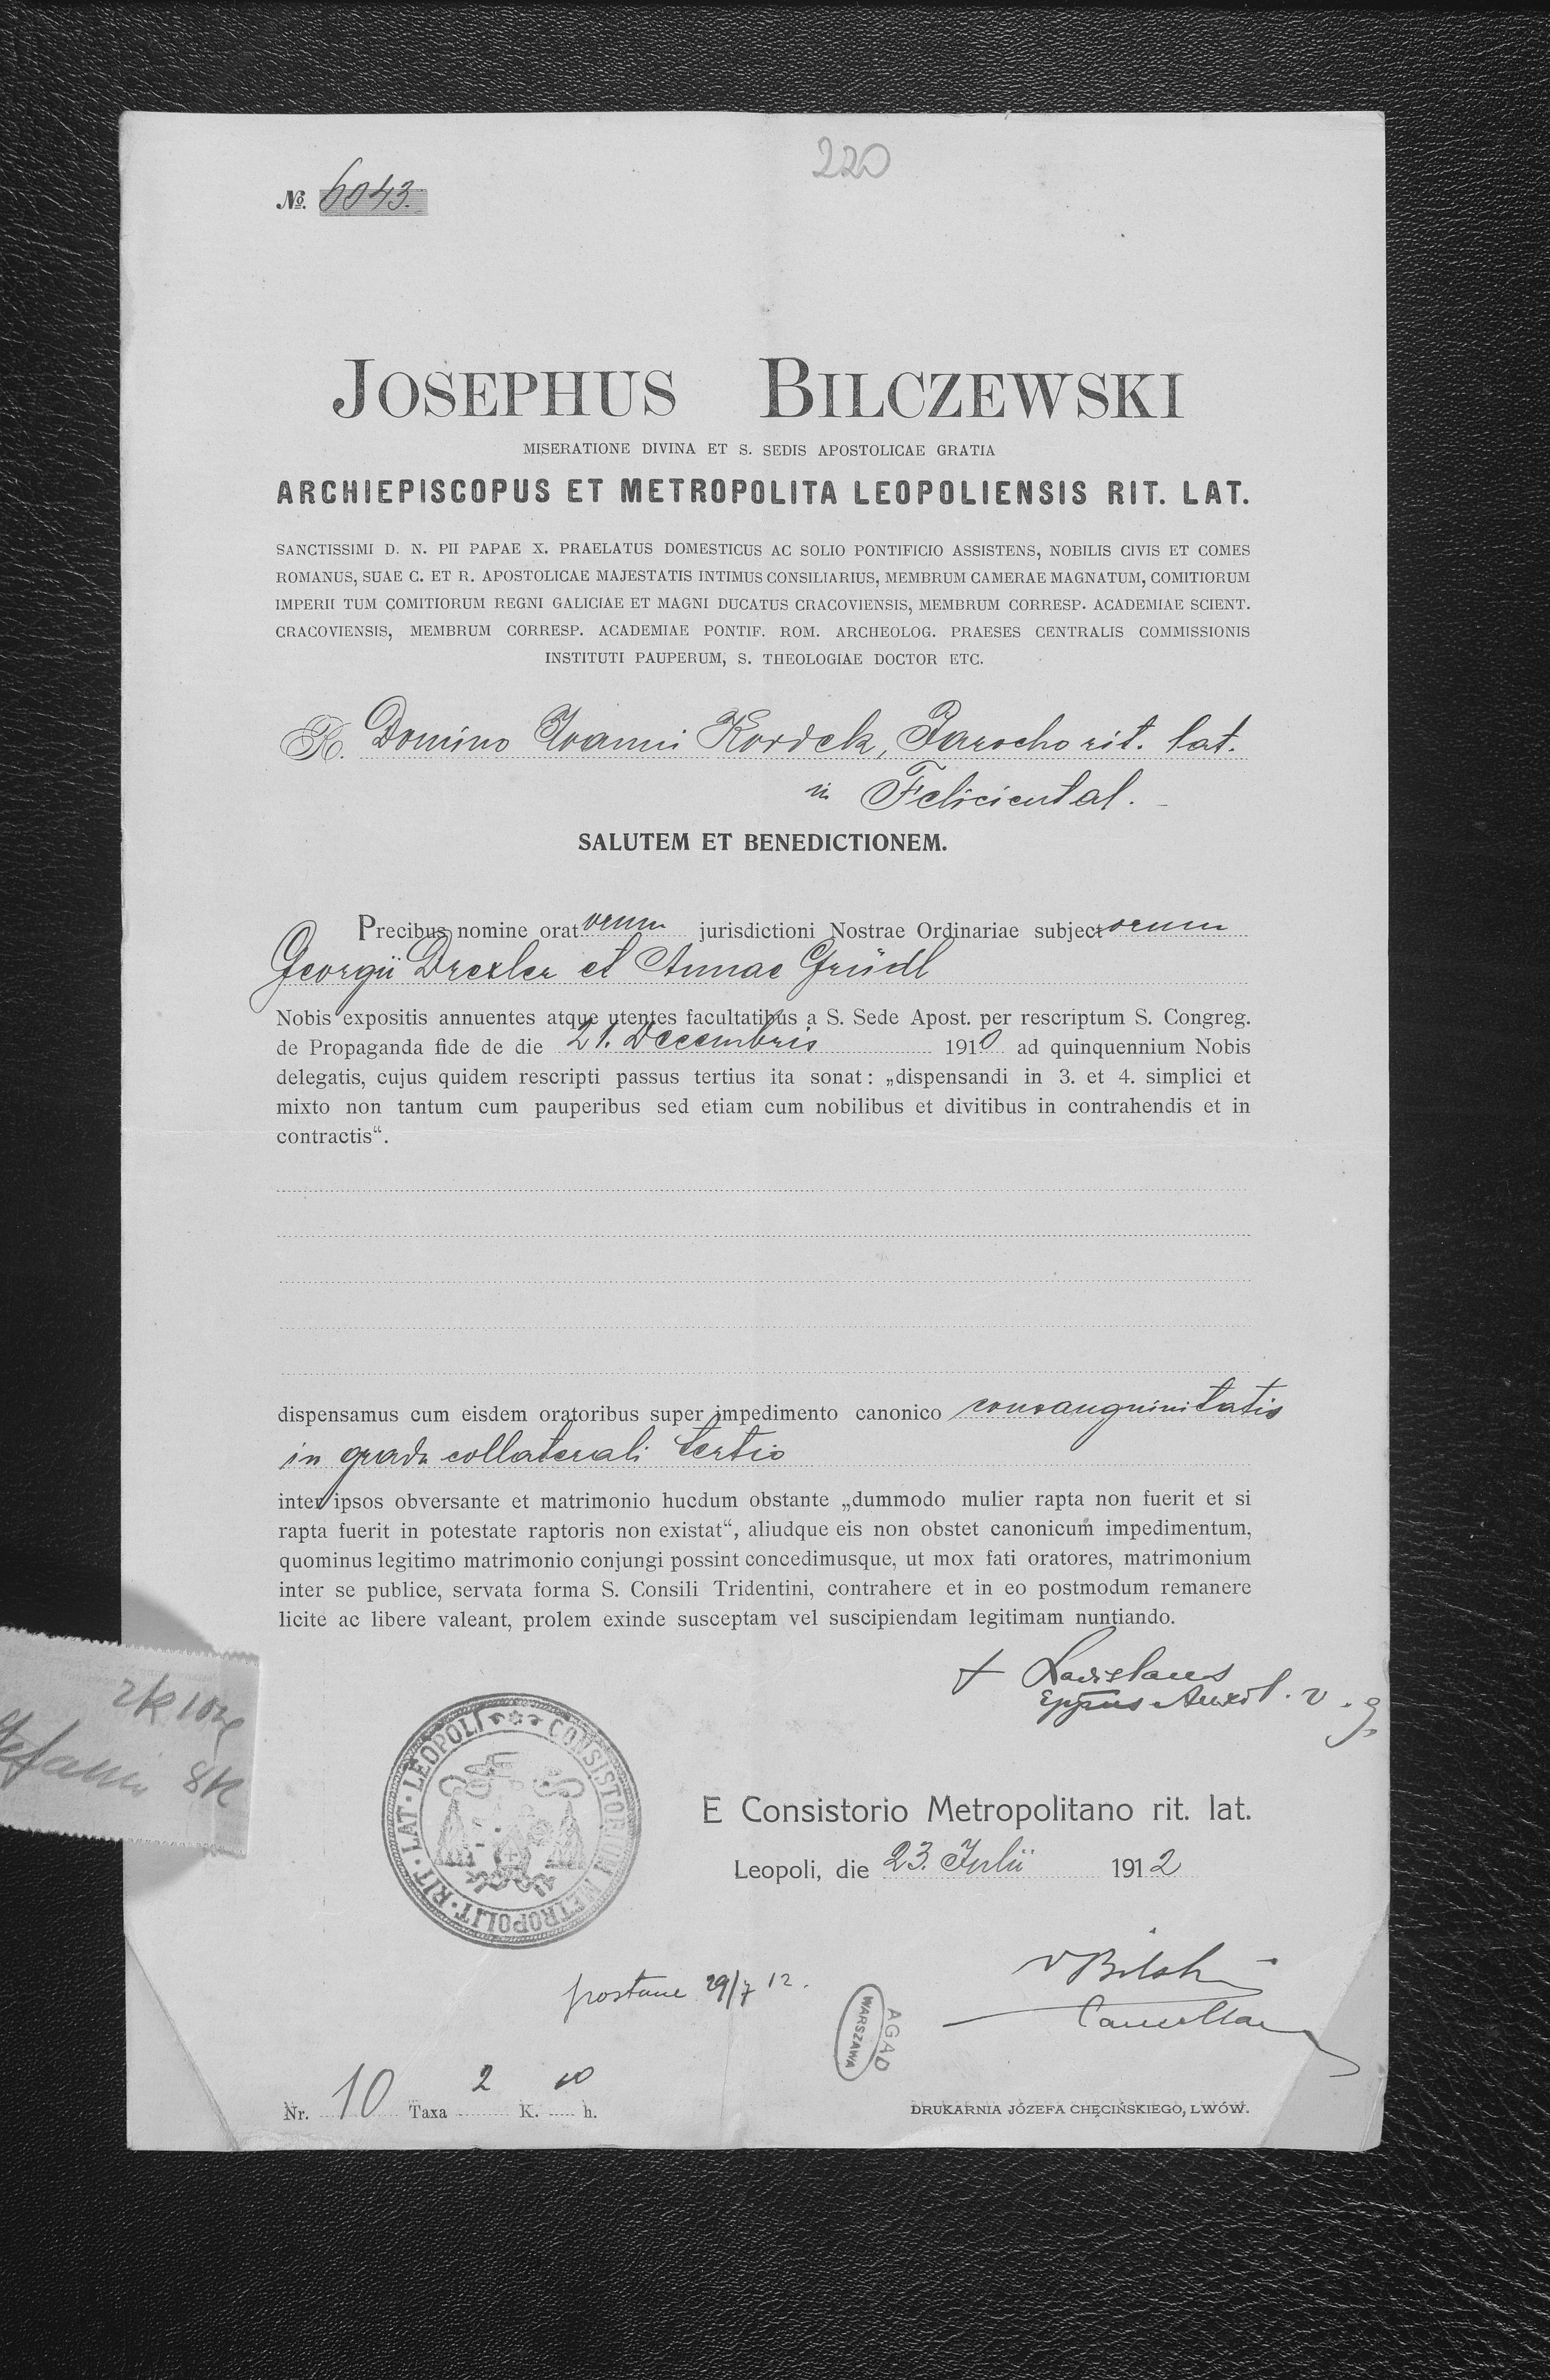 220
No. 6043.
JOSEPHUS BILCZEWSKI
MISERATIONE DIVINA ET S. SEDIS APOSTOLICAE GRATIA
ARCHIEPISCOPUS ET METROPOLITA LEOPOLIENSIS RIT. LAT.
SANCTISSIMI D. N. PII PAPAE X. PRAELATUS DOMESTICUS AC SOLIO PONTIFICIO ASSISTENS, NOBILIS CIVIS ET COMES
ROMANUS, SUAE C. ET R. APOSTOLICAE MAJESTATIS INTIMUS CONSILIARIUS, MEMBRUM CAMERAE MAGNATUM, COMITIORUM
IMPERII TUM COMITIORUM REGNI GALICIAE ET MAGNI DUCATUS CRACOVIENSIS, MEMBRUM CORRESP. ACADEMIAE SCIENT.
CRACOVIENSIS, MEMBRUM CORRESP. ACADEMIAE PONTIF. ROM. ARCHEOLOG. PRAESES CENTRALIS COMMISSIONIS
INSTITUTI PAUPERUM, S. THEOLOGIAE DOCTOR ETC.
R. Domino Ioanni Kordek, Parocho rit. lat.
in Felicientäl.
SALUTEM ET BENEDICTIONEM.
Precibus nomine oratorum jurisdictioni Nostrae Ordinariae subjectorum
Georgii Drexler et Annae Gründl
Nobis expositis annuentes atque utentes facultatibus a S. Sede Apost. per rescriptum S. Congreg.
de Propaganda fide de die 21. Decembris 1910 ad quinquennium Nobis
delegatis, cujus quidem rescripti passus tertius ita sonat: „dispensandi in 3. et 4. simplici et
mixto non tantum cum pauperibus sed etiam cum nobilibus et divitibus in contrahendis et in
contractis“.
dispensamus cum eisdem oratoribus super impedimento canonico consanguinitatis
in gradu collaterali tertio
inter ipsos obversante et matrimonio hucdum obstante „dummodo mulier rapta non fuerit et si
rapta fuerit in potestate raptoris non existat“, aliudque eis non obstet canonicum impedimentum,
quominus legitimo matrimonio conjungi possint concedimusque, ut mox fati oratores, matrimonium
inter se publice, servata forma S. Consili Tridentini, contrahere et in eo postmodum remanere
licite ac libere valeant, prolem exinde susceptam vel suscipiendam legitimam nuntiando.
+ Ladislaus
Eppus Auxil. v. g.
2k 10
8k
CONSISTORIUM METROPOLIT · RIT · LAT · LEOPOLI
E Consistorio Metropolitano rit. lat.
Leopoli, die 23. Julii 1912
29/7 12.
Bilski
Cancellar
AGAD
WARSZAWA
Nr. 10 Taxa 2 K. 10 h.
DRUKARNIA JÓZEFA CHĘCIŃSKIEGO, LWÓW.